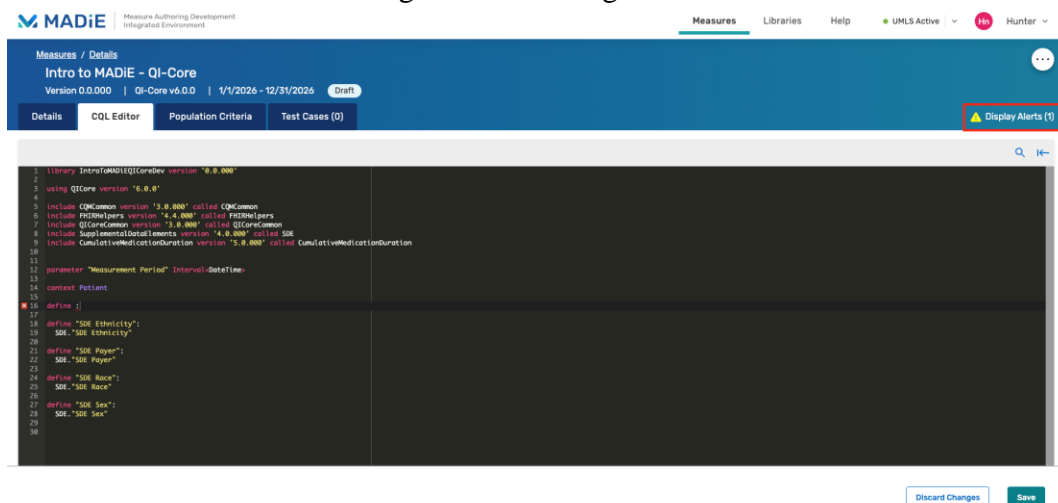 MADiE Measure Authoring Development Integrated Environment
Measures Libraries Help UMLS Active Hn Hunter
Measures / Details
Intro to MADiE - QI-Core
Version 0.0.000 | QI-Core v6.0.0 | 1/1/2026 - 12/31/2026 Draft
Details CQL Editor Population Criteria Test Cases (0) Display Alerts (1)
1 library IntroToMADiEQICoreDev version '0.0.000'
2
3 using QICore version '6.0.0'
4
5 include CQMCommon version '3.0.000' called CQMCommon
6 include FHIRHelpers version '4.4.000' called FHIRHelpers
7 include QICoreCommon version '3.0.000' called QICoreCommon
8 include SupplementalDataElements version '4.0.000' called SDE
9 include CumulativeMedicationDuration version '5.0.000' called CumulativeMedicationDuration
10
11
12 parameter "Measurement Period" Interval<DateTime>
13
14 context Patient
15
16 define :
17
18 define "SDE Ethnicity":
19 SDE."SDE Ethnicity"
20
21 define "SDE Payer":
22 SDE."SDE Payer"
23
24 define "SDE Race":
25 SDE."SDE Race"
26
27 define "SDE Sex":
28 SDE."SDE Sex"
29
30
Discard Changes Save